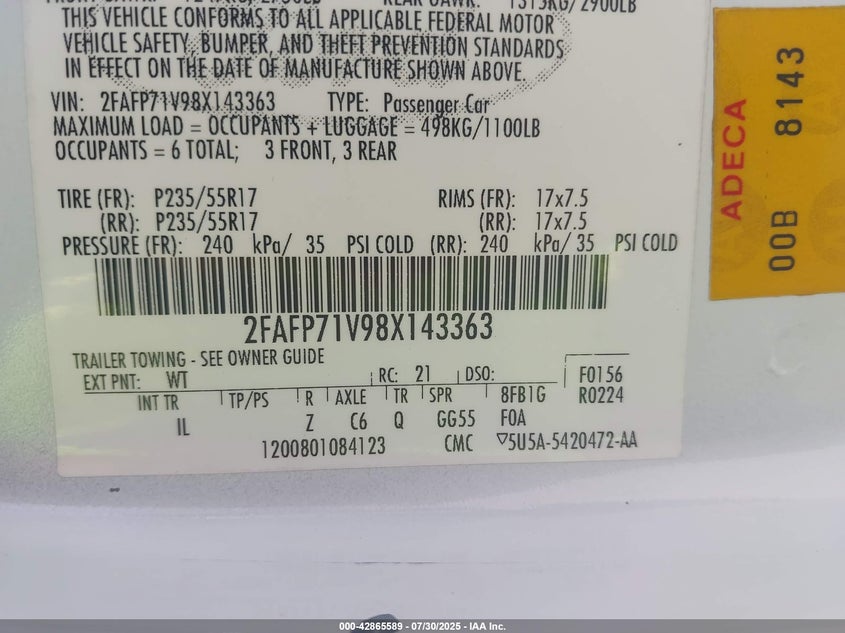 THIS VEHICLE CONFORMS TO ALL APPLICABLE FEDERAL MOTOR
VEHICLE SAFETY, BUMPER, AND THEFT PREVENTION STANDARDS
IN EFFECT ON THE DATE OF MANUFACTURE SHOWN ABOVE.
VIN: 2FAFP71V98X143363 TYPE: Passenger Car
MAXIMUM LOAD = OCCUPANTS + LUGGAGE = 498KG/1100LB
OCCUPANTS = 6 TOTAL; 3 FRONT, 3 REAR
TIRE (FR): P235/55R17 RIMS (FR): 17x7.5
(RR): P235/55R17 (RR): 17x7.5
PRESSURE (FR): 240 kPa/ 35 PSI COLD (RR): 240 kPa/ 35 PSI COLD
2FAFP71V98X143363
TRAILER TOWING - SEE OWNER GUIDE
EXT PNT: WT RC: 21 DSO: F0156
INT TR TP/PS R AXLE TR SPR 8FB1G R0224
IL Z C6 Q GG55 F0A
1200801084123 CMC ▽5U5A-5420472-AA
ADECA
00B 8143
000-42865589 - 07/30/2025 - IAA Inc.